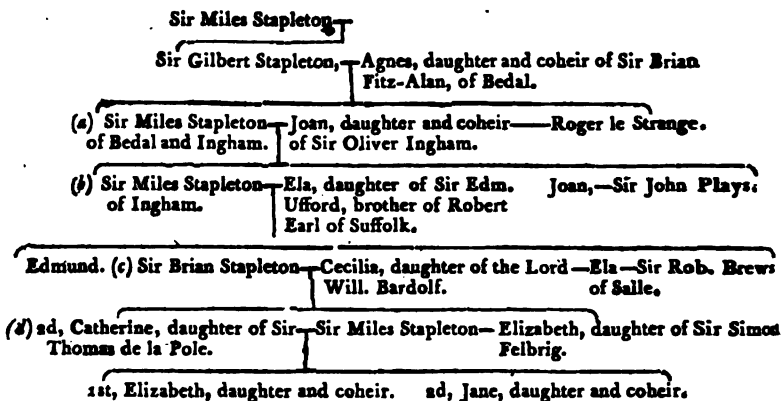 Sir Miles Stapleton
Sir Gilbert Stapleton, Agnes, daughter and coheir of Sir Brian
Fitz-Alan, of Bedal.
(a) Sir Miles Stapleton Joan, daughter and coheir Roger le Strange.
of Bedal and Ingham. of Sir Oliver Ingham.
(b) Sir Miles Stapleton Ela, daughter of Sir Edm. Joan, Sir John Plays.
of Ingham. Ufford, brother of Robert
Earl of Suffolk.
Edmund. (c) Sir Brian Stapleton Cecilia, daughter of the Lord Ela Sir Rob. Brews
Will. Bardolf. of Salle.
(d) 2d, Catherine, daughter of Sir Sir Miles Stapleton Elizabeth, daughter of Sir Simon
Thomas de la Pole. Felbrig.
1st, Elizabeth, daughter and coheir. 2d, Jane, daughter and coheir.